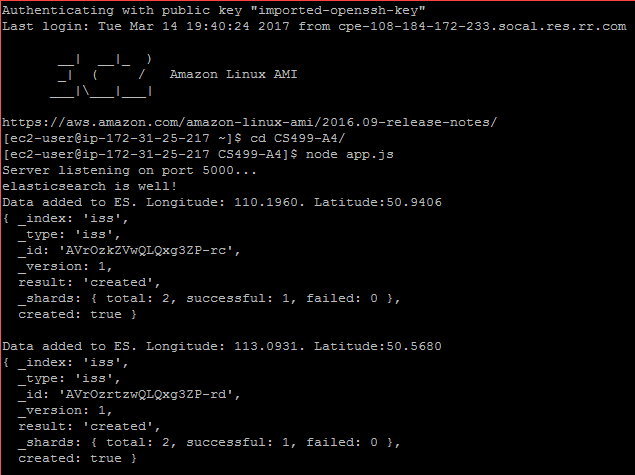 Authenticating with public key "imported-openssh-key"
Last login: Tue Mar 14 19:40:24 2017 from cpe-108-184-172-233.socal.res.rr.com

       __|  __|_  )
       _|  (     /   Amazon Linux AMI
      ___|\___|___|

https://aws.amazon.com/amazon-linux-ami/2016.09-release-notes/
[ec2-user@ip-172-31-25-217 ~]$ cd CS499-A4/
[ec2-user@ip-172-31-25-217 CS499-A4]$ node app.js
Server listening on port 5000...
elasticsearch is well!
Data added to ES. Longitude: 110.1960. Latitude:50.9406
{ _index: 'iss',
  _type: 'iss',
  _id: 'AVrOzkZVwQLQxg3ZP-rc',
  _version: 1,
  result: 'created',
  _shards: { total: 2, successful: 1, failed: 0 },
  created: true }

Data added to ES. Longitude: 113.0931. Latitude:50.5680
{ _index: 'iss',
  _type: 'iss',
  _id: 'AVrOzrtzwQLQxg3ZP-rd',
  _version: 1,
  result: 'created',
  _shards: { total: 2, successful: 1, failed: 0 },
  created: true }